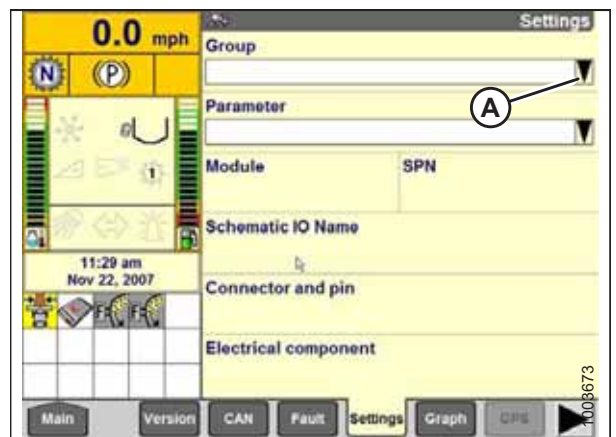 0.0 mph
Settings
N
P
Group
A
Parameter
Module
SPN
1
Schematic IO Name
11:29 am
Nov 22, 2007
Connector and pin
Electrical component
Main
Version
CAN
Fault
Settings
Graph
GPS
1003673